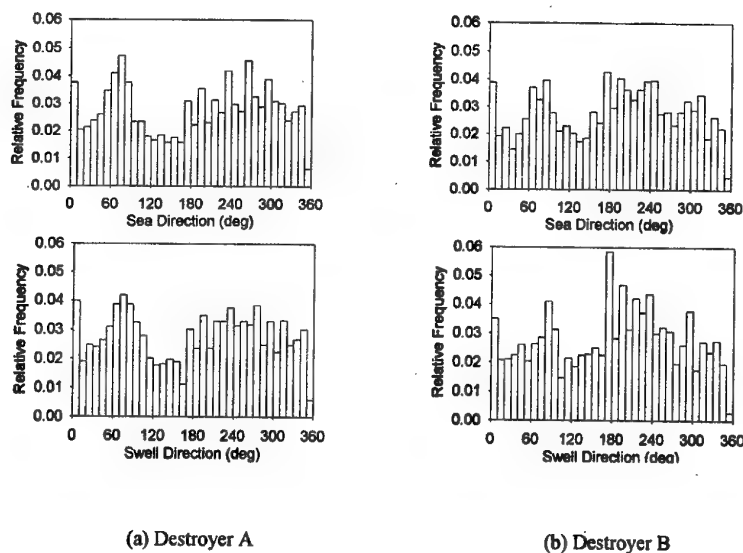 0.06
0.05
0.04
0.03
0.02
0.01
0.00
Relative Frequency
0 60 120 180 240 300 360
Sea Direction (deg)
0.06
0.05
0.04
0.03
0.02
0.01
0.00
Relative Frequency
0 60 120 180 240 300 360
Sea Direction (deg)
0.06
0.05
0.04
0.03
0.02
0.01
0.00
Relative Frequency
0 60 120 180 240 300 360
Swell Direction (deg)
0.06
0.05
0.04
0.03
0.02
0.01
0.00
Relative Frequency
0 60 120 180 240 300 360
Swell Direction (deg)
(a) Destroyer A
(b) Destroyer B